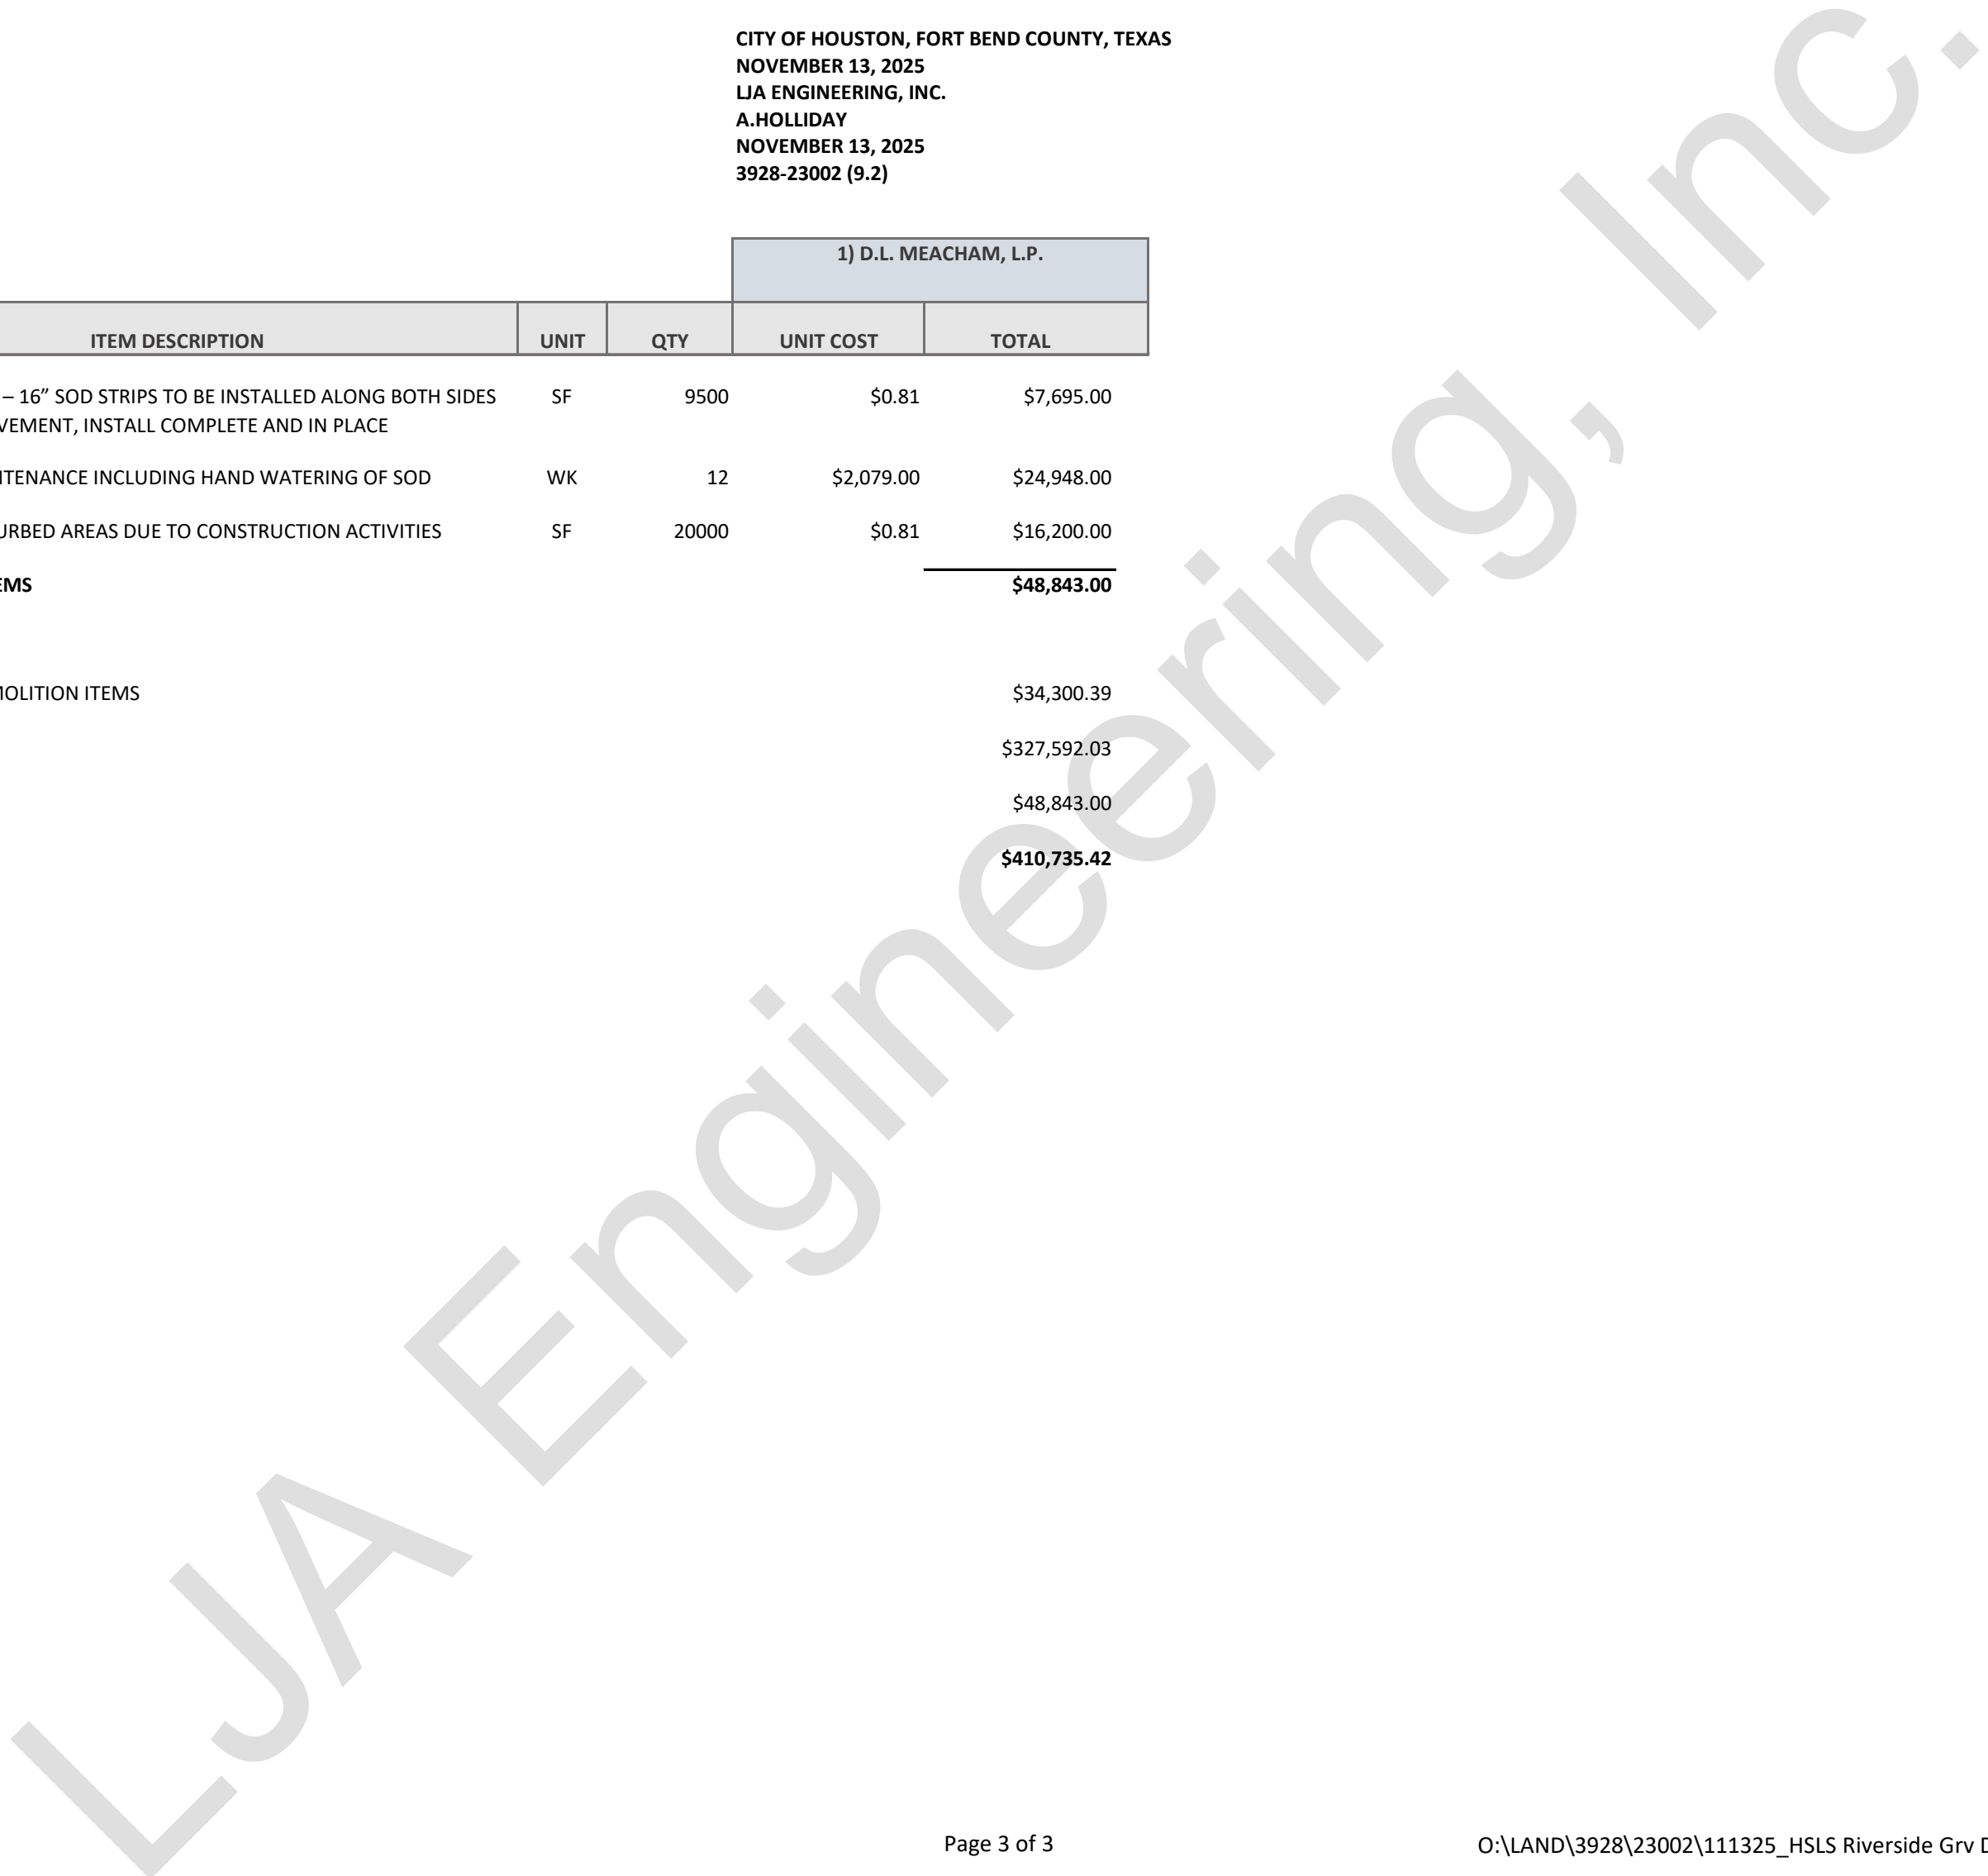 CITY OF HOUSTON, FORT BEND COUNTY, TEXAS
NOVEMBER 13, 2025
LJA ENGINEERING, INC.
A.HOLLIDAY
NOVEMBER 13, 2025
3928-23002 (9.2)
1) D.L. MEACHAM, L.P.
ITEM DESCRIPTION UNIT QTY UNIT COST TOTAL
– 16” SOD STRIPS TO BE INSTALLED ALONG BOTH SIDES SF 9500 $0.81 $7,695.00
VEMENT, INSTALL COMPLETE AND IN PLACE
NTENANCE INCLUDING HAND WATERING OF SOD WK 12 $2,079.00 $24,948.00
URBED AREAS DUE TO CONSTRUCTION ACTIVITIES SF 20000 $0.81 $16,200.00
EMS $48,843.00
MOLITION ITEMS $34,300.39
$327,592.03
$48,843.00
$410,735.42
LJA Engineering, Inc.
Page 3 of 3 O:\LAND\3928\23002\111325_HSLS Riverside Grv D